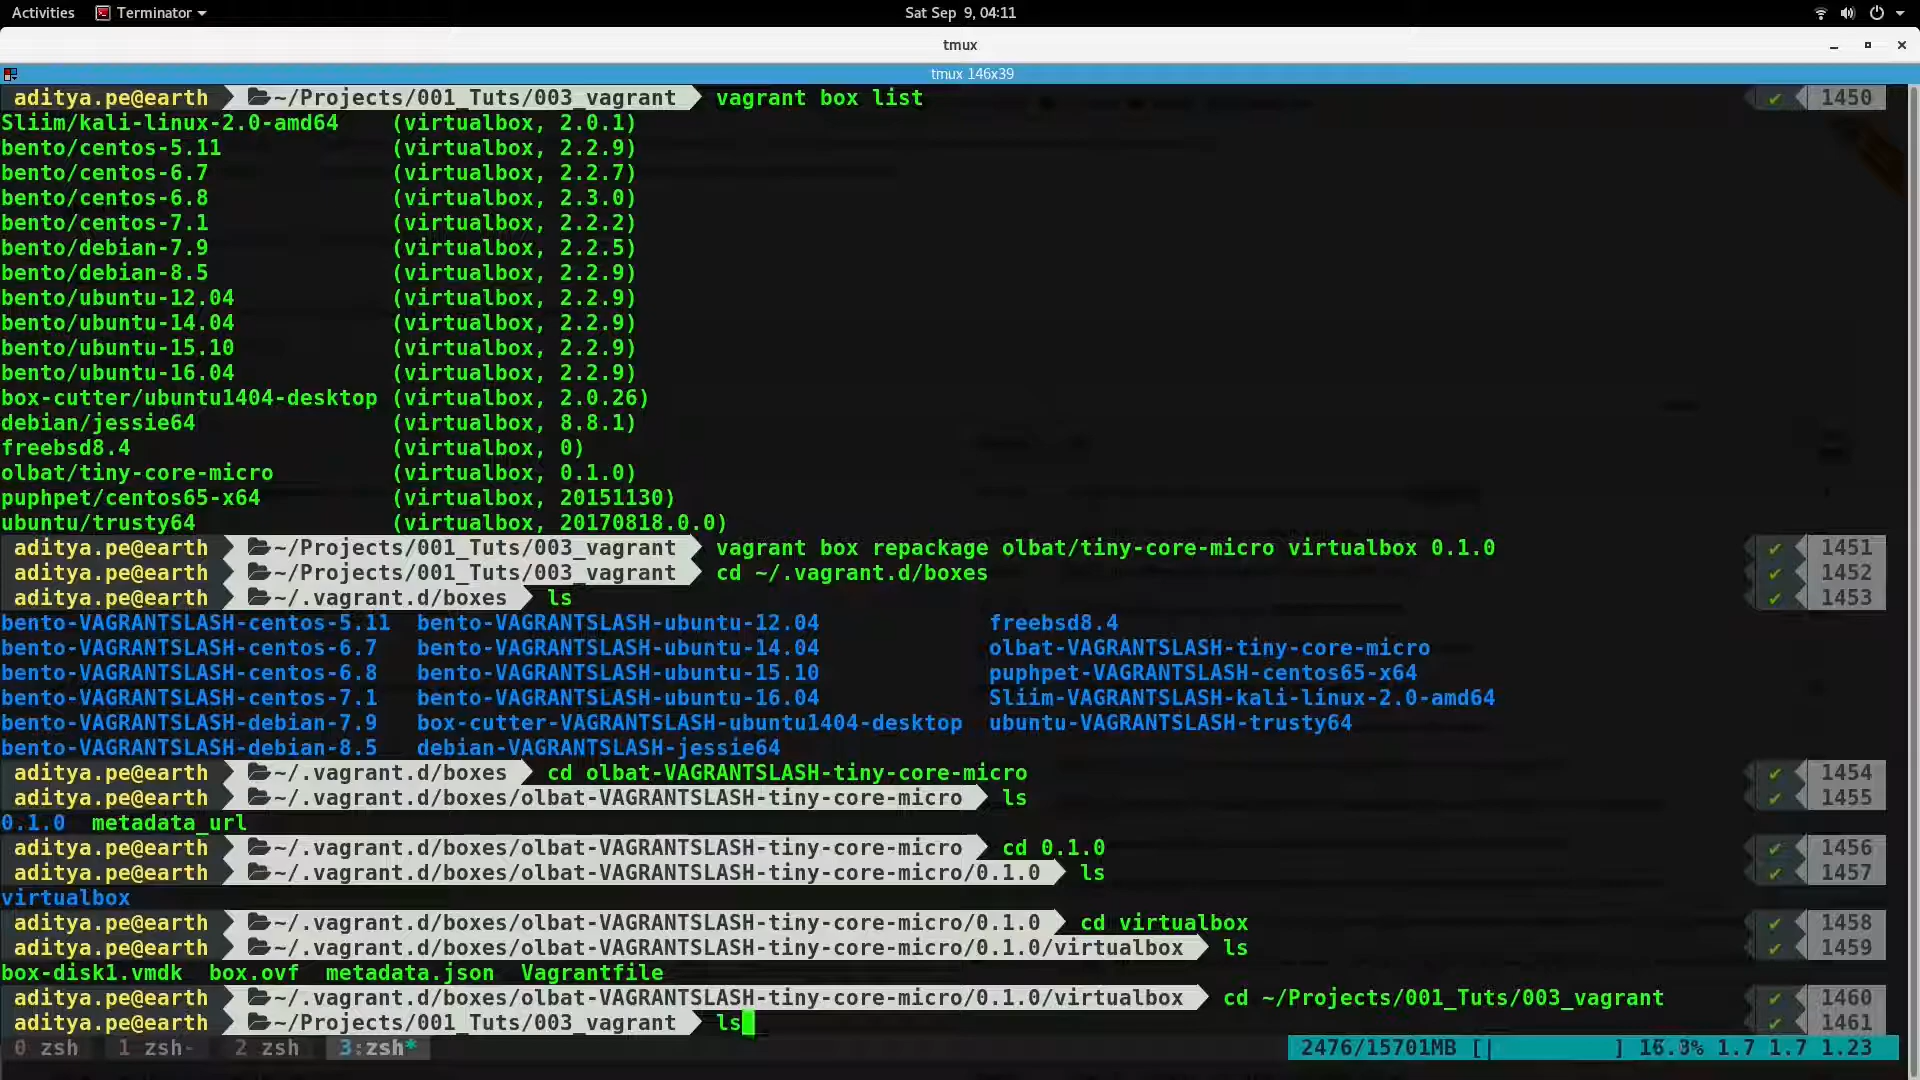 Activities Terminator Sat Sep 9, 04:11
tmux
tmux 146x39
aditya.pe@earth ~/Projects/001_Tuts/003_vagrant vagrant box list ✔ 1450
Sliim/kali-linux-2.0-amd64 (virtualbox, 2.0.1)
bento/centos-5.11 (virtualbox, 2.2.9)
bento/centos-6.7 (virtualbox, 2.2.7)
bento/centos-6.8 (virtualbox, 2.3.0)
bento/centos-7.1 (virtualbox, 2.2.2)
bento/debian-7.9 (virtualbox, 2.2.5)
bento/debian-8.5 (virtualbox, 2.2.9)
bento/ubuntu-12.04 (virtualbox, 2.2.9)
bento/ubuntu-14.04 (virtualbox, 2.2.9)
bento/ubuntu-15.10 (virtualbox, 2.2.9)
bento/ubuntu-16.04 (virtualbox, 2.2.9)
box-cutter/ubuntu1404-desktop (virtualbox, 2.0.26)
debian/jessie64 (virtualbox, 8.8.1)
freebsd8.4 (virtualbox, 0)
olbat/tiny-core-micro (virtualbox, 0.1.0)
puphpet/centos65-x64 (virtualbox, 20151130)
ubuntu/trusty64 (virtualbox, 20170818.0.0)
aditya.pe@earth ~/Projects/001_Tuts/003_vagrant vagrant box repackage olbat/tiny-core-micro virtualbox 0.1.0 ✔ 1451
aditya.pe@earth ~/Projects/001_Tuts/003_vagrant cd ~/.vagrant.d/boxes ✔ 1452
aditya.pe@earth ~/.vagrant.d/boxes ls ✔ 1453
bento-VAGRANTSLASH-centos-5.11 bento-VAGRANTSLASH-ubuntu-12.04 freebsd8.4
bento-VAGRANTSLASH-centos-6.7 bento-VAGRANTSLASH-ubuntu-14.04 olbat-VAGRANTSLASH-tiny-core-micro
bento-VAGRANTSLASH-centos-6.8 bento-VAGRANTSLASH-ubuntu-15.10 puphpet-VAGRANTSLASH-centos65-x64
bento-VAGRANTSLASH-centos-7.1 bento-VAGRANTSLASH-ubuntu-16.04 Sliim-VAGRANTSLASH-kali-linux-2.0-amd64
bento-VAGRANTSLASH-debian-7.9 box-cutter-VAGRANTSLASH-ubuntu1404-desktop ubuntu-VAGRANTSLASH-trusty64
bento-VAGRANTSLASH-debian-8.5 debian-VAGRANTSLASH-jessie64
aditya.pe@earth ~/.vagrant.d/boxes cd olbat-VAGRANTSLASH-tiny-core-micro ✔ 1454
aditya.pe@earth ~/.vagrant.d/boxes/olbat-VAGRANTSLASH-tiny-core-micro ls ✔ 1455
0.1.0 metadata_url
aditya.pe@earth ~/.vagrant.d/boxes/olbat-VAGRANTSLASH-tiny-core-micro cd 0.1.0 ✔ 1456
aditya.pe@earth ~/.vagrant.d/boxes/olbat-VAGRANTSLASH-tiny-core-micro/0.1.0 ls ✔ 1457
virtualbox
aditya.pe@earth ~/.vagrant.d/boxes/olbat-VAGRANTSLASH-tiny-core-micro/0.1.0 cd virtualbox ✔ 1458
aditya.pe@earth ~/.vagrant.d/boxes/olbat-VAGRANTSLASH-tiny-core-micro/0.1.0/virtualbox ls ✔ 1459
box-disk1.vmdk box.ovf metadata.json Vagrantfile
aditya.pe@earth ~/.vagrant.d/boxes/olbat-VAGRANTSLASH-tiny-core-micro/0.1.0/virtualbox cd ~/Projects/001_Tuts/003_vagrant ✔ 1460
aditya.pe@earth ~/Projects/001_Tuts/003_vagrant ls ✔ 1461
0 zsh 1 zsh- 2 zsh 3:zsh* 2476/15701MB [| ] 16.3% 1.7 1.7 1.23